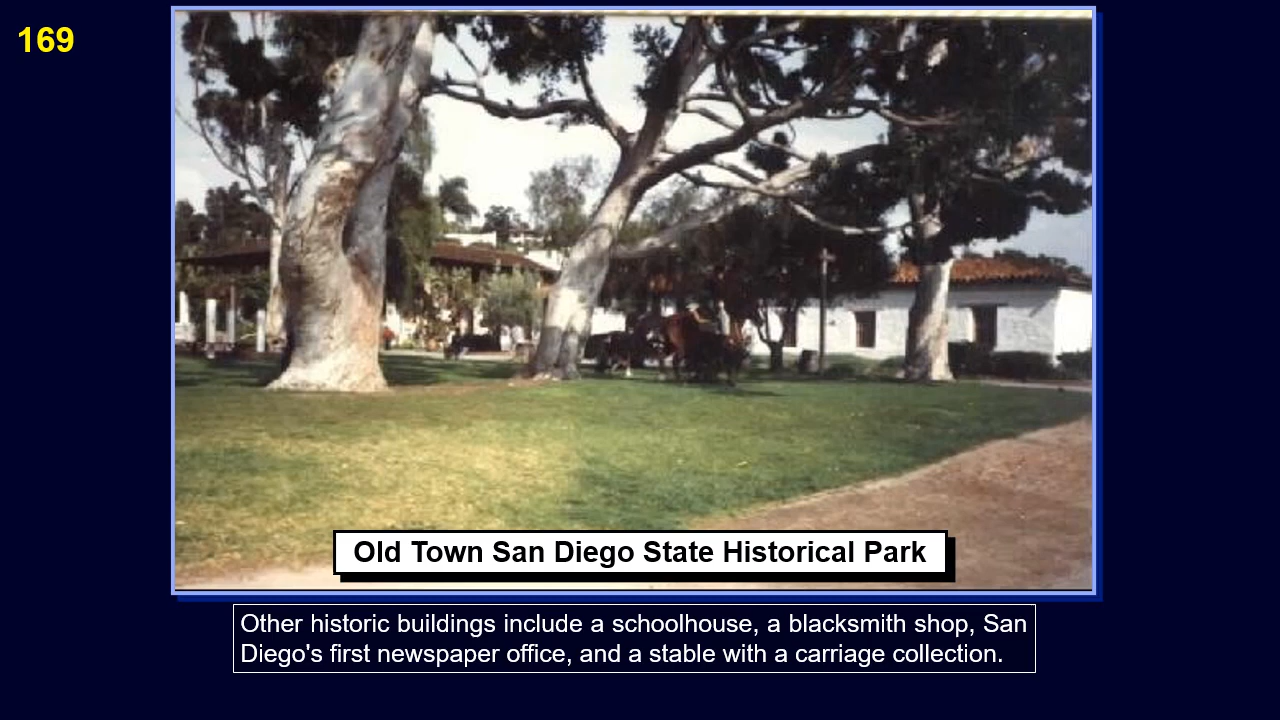 169
Old Town San Diego State Historical Park
Other historic buildings include a schoolhouse, a blacksmith shop, San
Diego's first newspaper office, and a stable with a carriage collection.